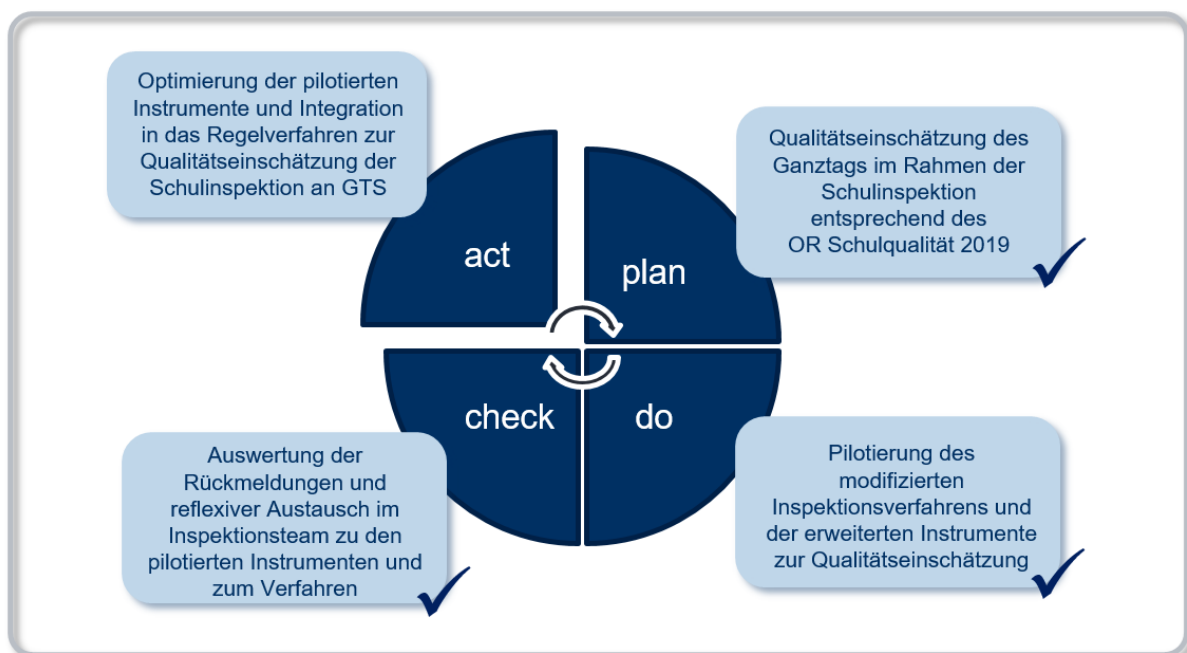 Optimierung der pilotierten
Instrumente und Integration
in das Regelverfahren zur
Qualitätseinschätzung der
Schulinspektion an GTS
Qualitätseinschätzung des
Ganztags im Rahmen der
Schulinspektion
entsprechend des
OR Schulqualität 2019
act
plan
check
do
Auswertung der
Rückmeldungen und
reflexiver Austausch im
Inspektionsteam zu den
pilotierten Instrumenten und
zum Verfahren
Pilotierung des
modifizierten
Inspektionsverfahrens und
der erweiterten Instrumente
zur Qualitätseinschätzung